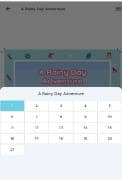 A Rainy Day Adventure
A Rainy Day
Adventure
A Rainy Day Adventure
1 2 3 4 5
6 7 8 9 10
11 12 13 14 15
16 17 18 19 20
21